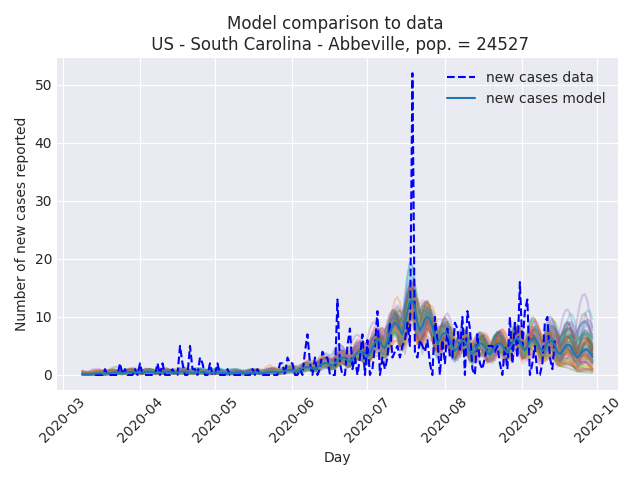 Model comparison to data
US - South Carolina - Abbeville, pop. = 24527
new cases data
new cases model
Number of new cases reported
50
40
30
20
10
0
2020-03
2020-04
2020-05
2020-06
2020-07
2020-08
2020-09
2020-10
Day